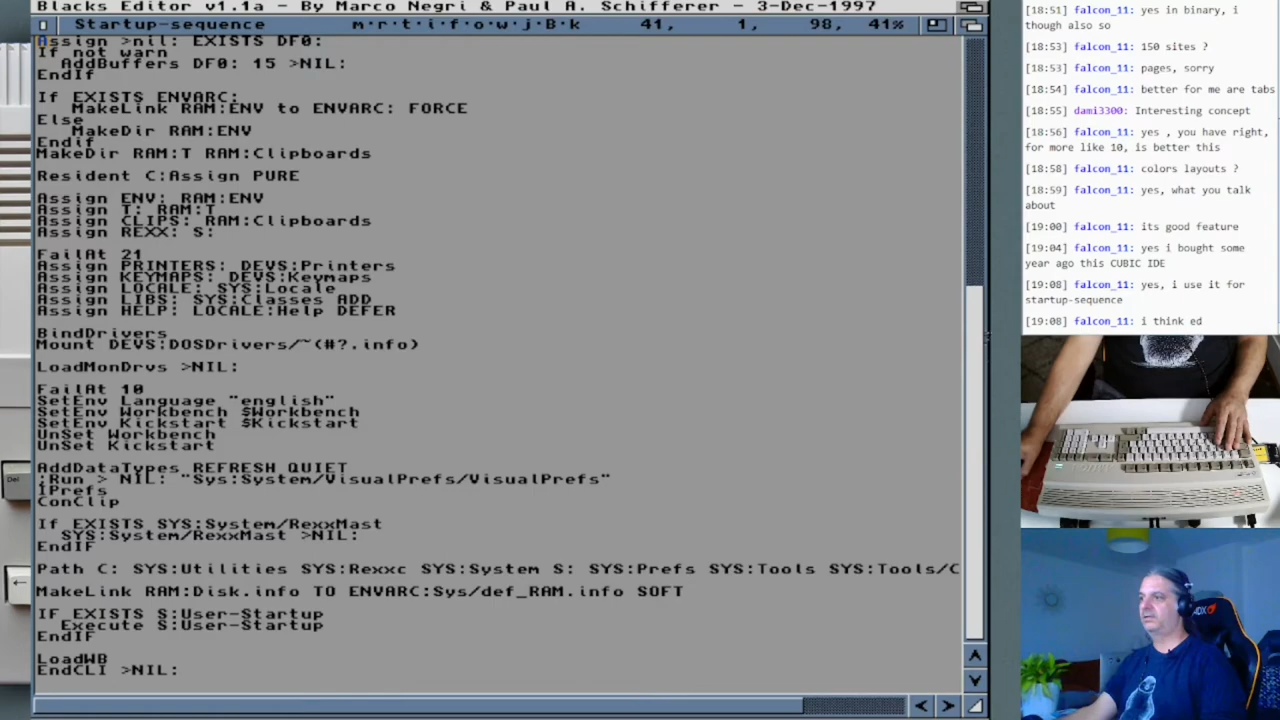 Blacks Editor v1.1a - By Marco Negri & Paul A. Schifferer - 3-Dec-1997
Startup-sequence m·r·t·i·f·o·w·j·B·k 41, 1, 98, 41%
Assign >nil: EXISTS DF0:
If not warn
AddBuffers DF0: 15 >NIL:
EndIf
If EXISTS ENVARC:
MakeLink RAM:ENV to ENVARC: FORCE
Else
MakeDir RAM:ENV
Endif
MakeDir RAM:T RAM:Clipboards
Resident C:Assign PURE
Assign ENV: RAM:ENV
Assign T: RAM:T
Assign CLIPS: RAM:Clipboards
Assign REXX: S:
FailAt 21
Assign PRINTERS: DEVS:Printers
Assign KEYMAPS: DEVS:Keymaps
Assign LOCALE: SYS:Locale
Assign LIBS: SYS:Classes ADD
Assign HELP: LOCALE:Help DEFER
BindDrivers
Mount DEVS:DOSDrivers/~(#?.info)
LoadMonDrvs >NIL:
FailAt 10
SetEnv Language "english"
SetEnv Workbench $Workbench
SetEnv Kickstart $Kickstart
UnSet Workbench
UnSet Kickstart
AddDataTypes REFRESH QUIET
;Run > NIL: "Sys:System/VisualPrefs/VisualPrefs"
IPrefs
ConClip
If EXISTS SYS:System/RexxMast
SYS:System/RexxMast >NIL:
EndIF
Path C: SYS:Utilities SYS:Rexxc SYS:System S: SYS:Prefs SYS:Tools SYS:Tools/C
MakeLink RAM:Disk.info TO ENVARC:Sys/def_RAM.info SOFT
IF EXISTS S:User-Startup
Execute S:User-Startup
EndIF
LoadWB
EndCLI >NIL:
[18:51] falcon_11: yes in binary, i
though also so
[18:53] falcon_11: 150 sites ?
[18:53] falcon_11: pages, sorry
[18:54] falcon_11: better for me are tabs
[18:55] dami3300: Interesting concept
[18:56] falcon_11: yes , you have right,
for more like 10, is better this
[18:58] falcon_11: colors layouts ?
[18:59] falcon_11: yes, what you talk
about
[19:00] falcon_11: its good feature
[19:04] falcon_11: yes i bought some
year ago this CUBIC IDE
[19:08] falcon_11: yes, i use it for
startup-sequence
[19:08] falcon_11: i think ed
Del